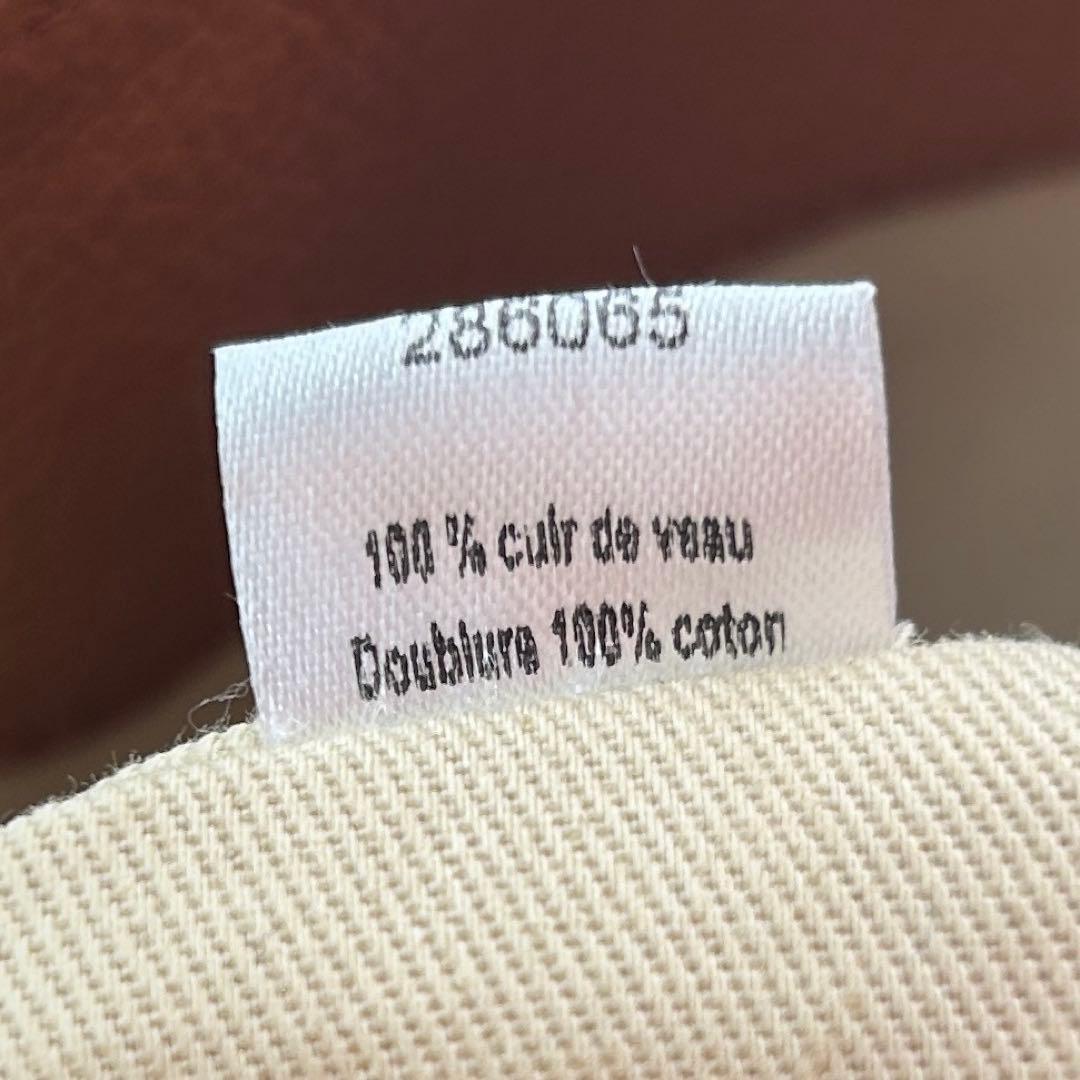 286065
100 % cuir de veau
Doublure 100% coton